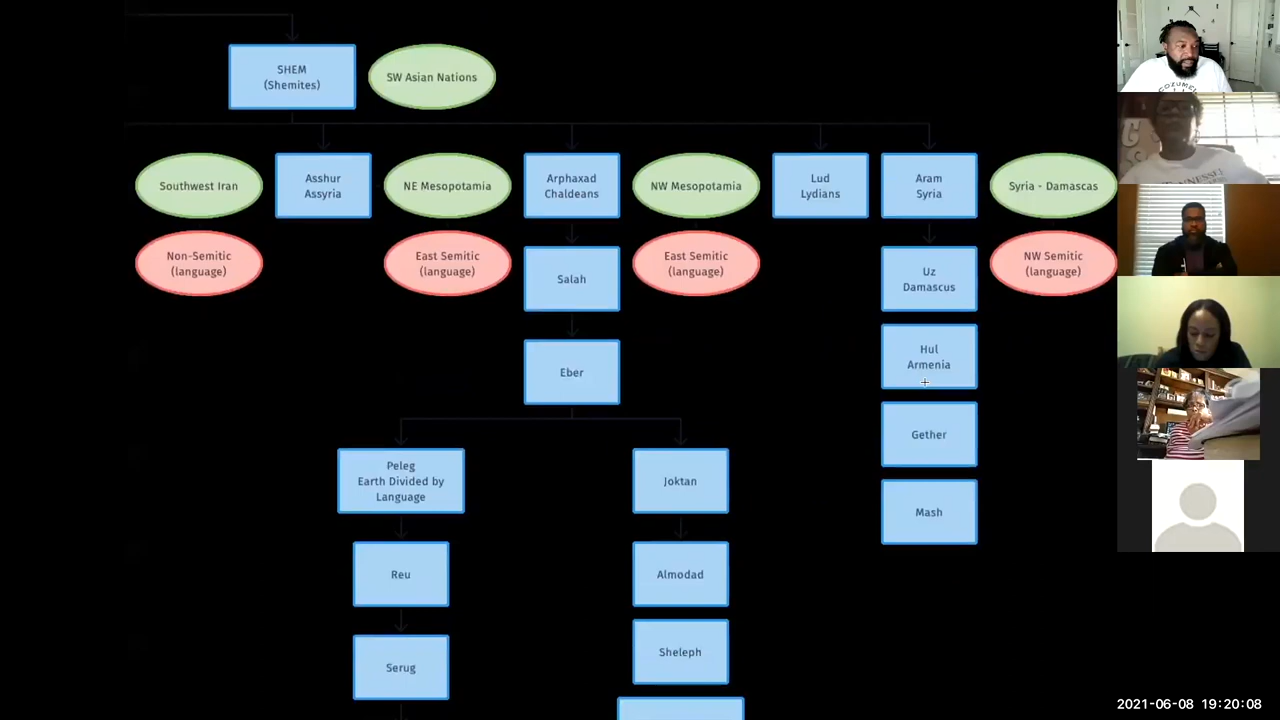 SHEM
(Shemites)
SW Asian Nations
Southwest Iran
Asshur
Assyria
NE Mesopotamia
Arphaxad
Chaldeans
NW Mesopotamia
Lud
Lydians
Aram
Syria
Syria - Damascas
Non-Semitic
(language)
East Semitic
(language)
Salah
East Semitic
(language)
Uz
Damascus
NW Semitic
(language)
Hul
Armenia
Eber
Gether
Peleg
Earth Divided by
Language
Joktan
Mash
Reu
Almodad
Sheleph
Serug
2021-06-08 19:20:08